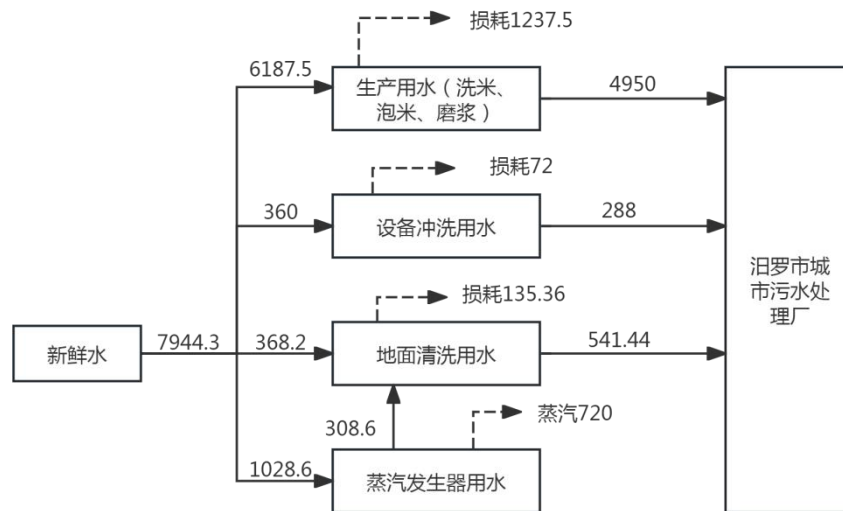 损耗1237.5
6187.5
生产用水（洗米、
泡米、磨浆）
4950
损耗72
360
设备冲洗用水
288
汨罗市城
市污水处
理厂
损耗135.36
新鲜水
7944.3
368.2
地面清洗用水
541.44
308.6
蒸汽720
1028.6
蒸汽发生器用水